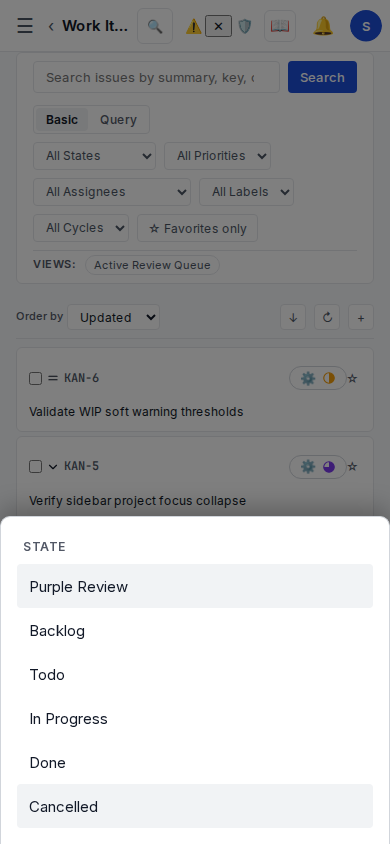 Work It...
S
Search issues by summary, key, c
Search
Basic
Query
All States
All Priorities
All Assignees
All Labels
All Cycles
☆ Favorites only
VIEWS:
Active Review Queue
Order by
Updated
KAN-6
Validate WIP soft warning thresholds
KAN-5
Verify sidebar project focus collapse
STATE
Purple Review
Backlog
Todo
In Progress
Done
Cancelled